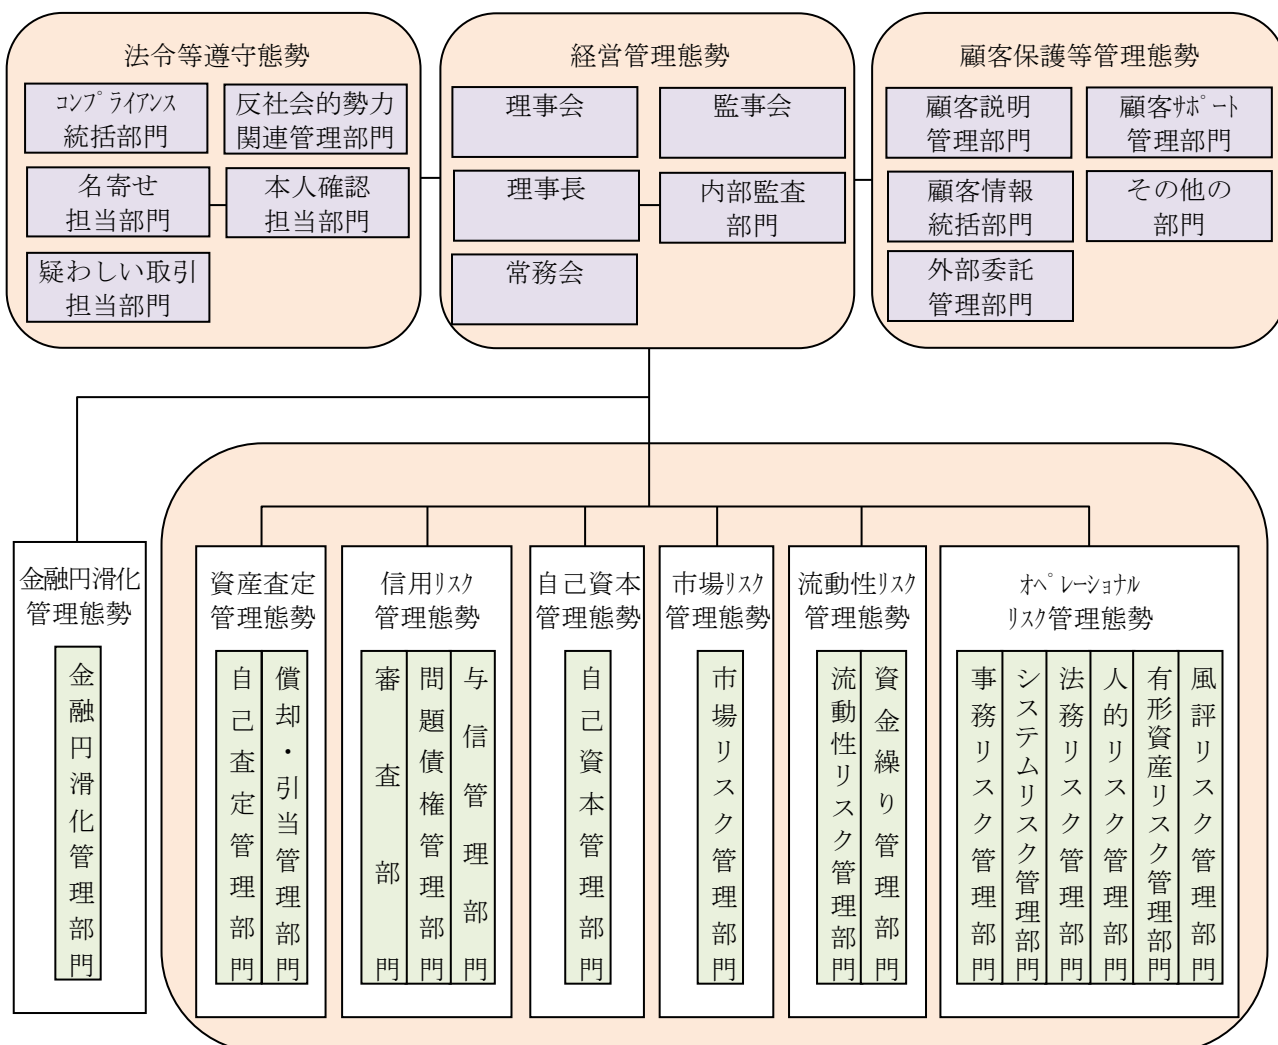 法令等遵守態勢
コンプライアンス
統括部門
反社会的勢力
関連管理部門
名寄せ
担当部門
本人確認
担当部門
疑わしい取引
担当部門
経営管理態勢
理事会
監事会
理事長
内部監査
部門
常務会
顧客保護等管理態勢
顧客説明
管理部門
顧客サポート
管理部門
顧客情報
統括部門
その他の
部門
外部委託
管理部門
金融円滑化
管理態勢
金融円滑化管理部門
資産査定
管理態勢
自己査定管理部門
償却・引当管理部門
信用リスク
管理態勢
審査部門
問題債権管理部門
与信管理部門
自己資本
管理態勢
自己資本管理部門
市場リスク
管理態勢
市場リスク管理部門
流動性リスク
管理態勢
流動性リスク管理部門
資金繰り管理部門
オペレーショナル
リスク管理態勢
事務リスク管理部門
システムリスク管理部門
法務リスク管理部門
人的リスク管理部門
有形資産リスク管理部門
風評リスク管理部門